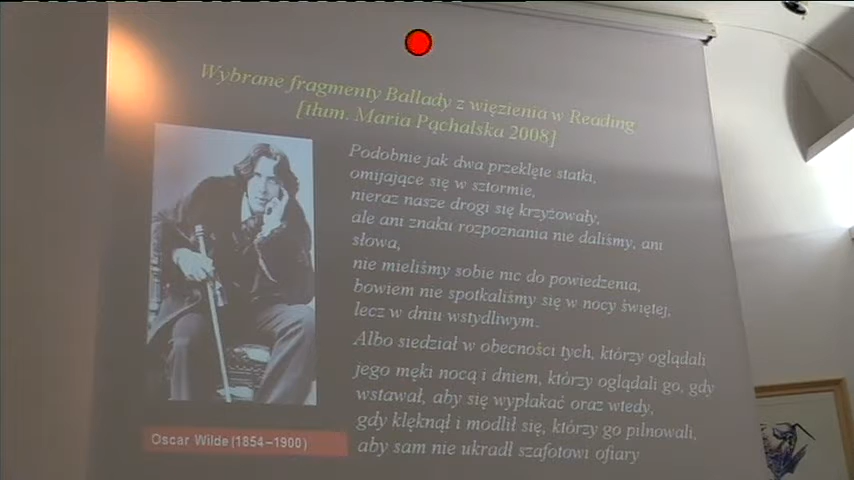 Wybrane fragmenty Ballady z więzienia w Reading
[tłum. Maria Pąchalska 2008]
Podobnie jak dwa przeklęte statki,
omijające się w sztormie,
nieraz nasze drogi się krzyżowały,
ale ani znaku rozpoznania nie daliśmy, ani
słowa,
nie mieliśmy sobie nic do powiedzenia,
bowiem nie spotkaliśmy się w nocy świętej,
lecz w dniu wstydliwym.
Albo siedział w obecności tych, którzy oglądali
jego męki nocą i dniem, którzy oglądali go, gdy
wstawał, aby się wypłakać oraz wtedy,
gdy klęknął i modlił się, którzy go pilnowali,
aby sam nie ukradł szafotowi ofiary
Oscar Wilde (1854–1900)